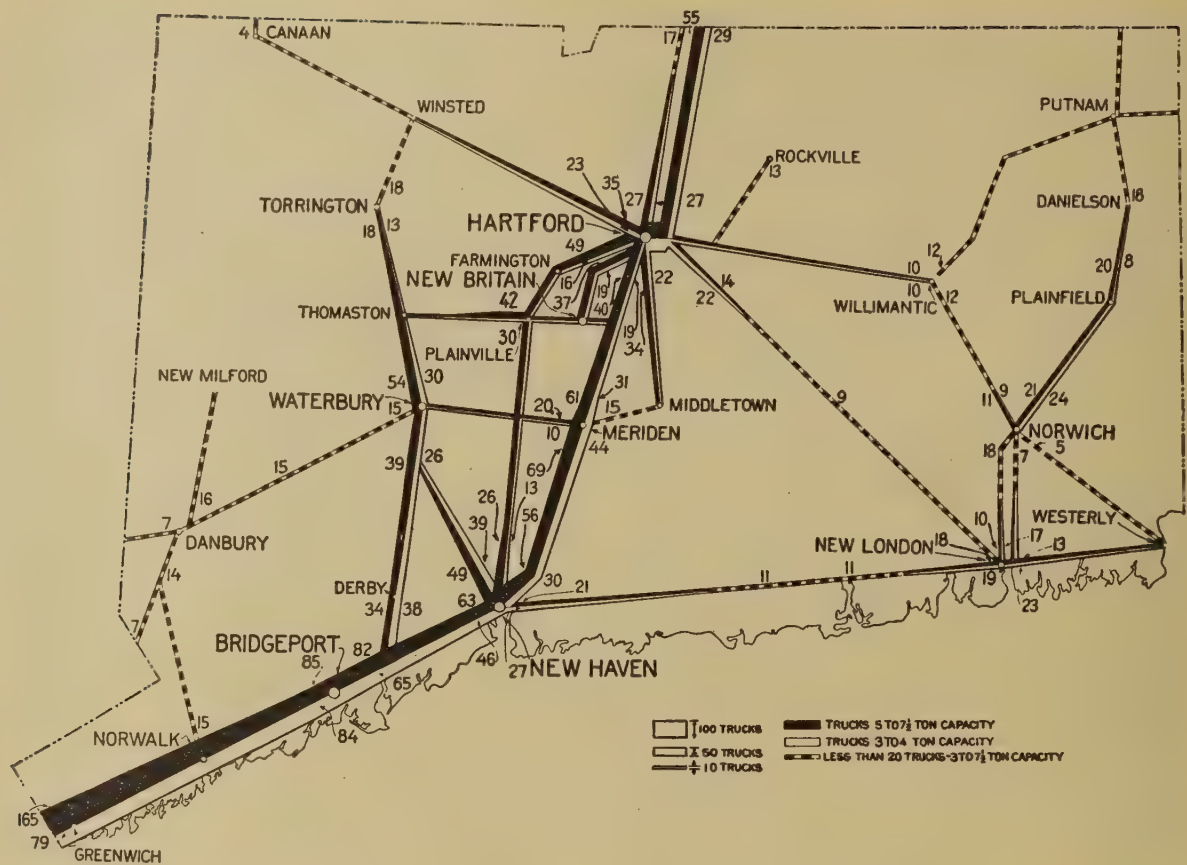 55
4
CANAAN
17
29
WINSTED
PUTNAM
23
ROCKVILLE
13
35
18
27
27
TORRINGTON
18
13
HARTFORD
DANIELSON
18
49
FARMINGTON
16
22
14
12
10
20
8
NEW BRITAIN
37
19
40
22
10
12
WILLIMANTIC
PLAINFIELD
THOMASTON
42
30
19
34
PLAINVILLE
NEW MILFORD
54
30
31
9
11
9
21
24
WATERBURY
15
20
61
15
MIDDLETOWN
10
MERIDEN
44
NORWICH
18
7
5
39
26
69
15
16
26
13
39
56
7
DANBURY
10
17
WESTERLY
18
13
NEW LONDON
14
49
30
19
23
DERBY
63
21
11
11
34
38
7
46
27
NEW HAVEN
BRIDGEPORT
82
85
65
15
84
NORWALK
100 TRUCKS
50 TRUCKS
10 TRUCKS
TRUCKS 5 TO 7½ TON CAPACITY
TRUCKS 3 TO 4 TON CAPACITY
LESS THAN 20 TRUCKS-3 TO 7½ TON CAPACITY
165
79
GREENWICH